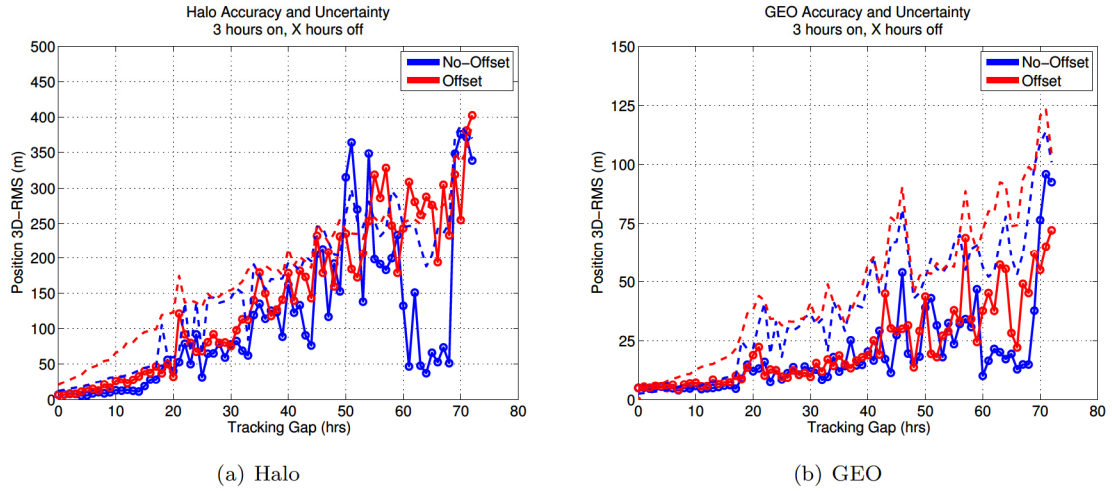 Halo Accuracy and Uncertainty
3 hours on, X hours off
500
450
400
350
300
250
200
150
100
50
0
0 10 20 30 40 50 60 70 80
Position 3D-RMS (m)
Tracking Gap (hrs)
No-Offset
Offset
(a) Halo
GEO Accuracy and Uncertainty
3 hours on, X hours off
150
125
100
75
50
25
0
0 10 20 30 40 50 60 70 80
Position 3D-RMS (m)
Tracking Gap (hrs)
No-Offset
Offset
(b) GEO